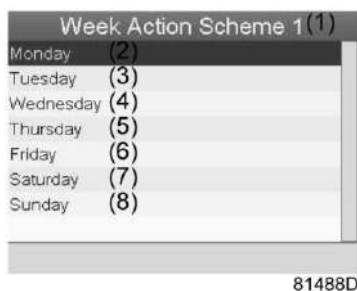 Week Action Scheme 1(1)
Monday (2)
Tuesday (3)
Wednesday (4)
Thursday (5)
Friday (6)
Saturday (7)
Sunday (8)
81488D